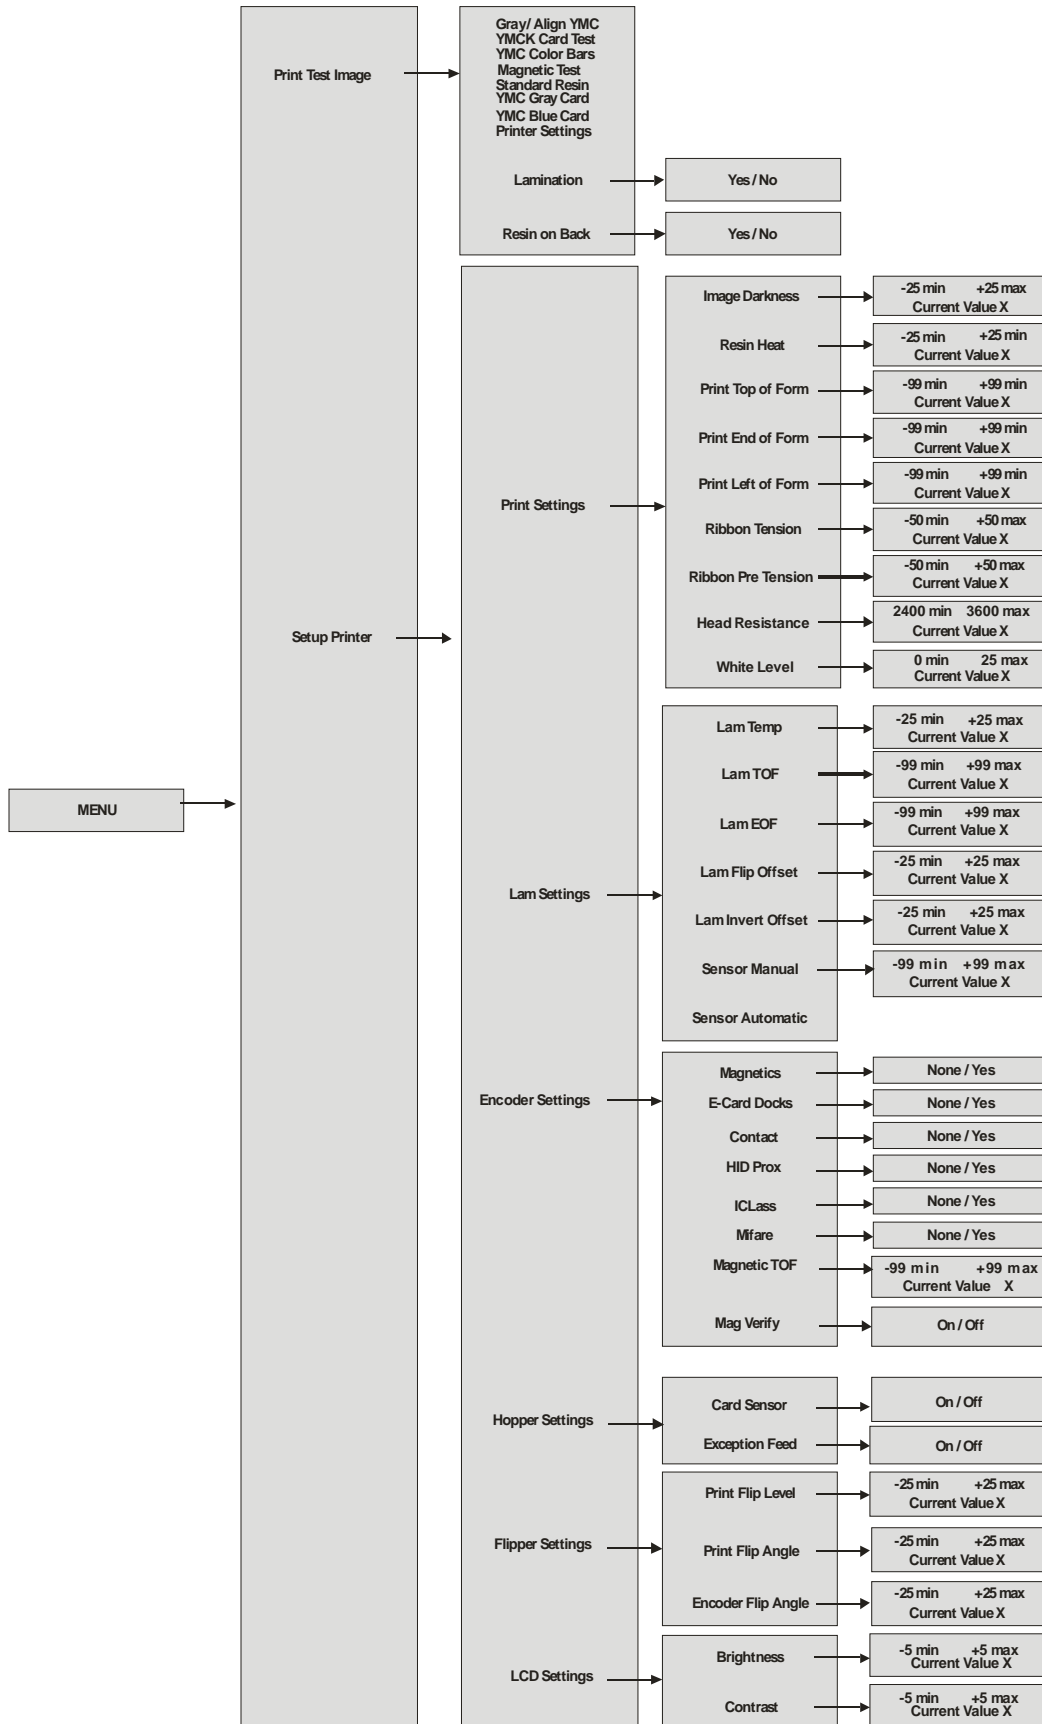 Gray/ Align YMC
YMCK Card Test
YMC Color Bars
Magnetic Test
Standard Resin
YMC Gray Card
YMC Blue Card
Printer Settings
Print Test Image
Lamination
Yes / No
Resin on Back
Yes / No
Image Darkness
-25 min +25 max
Current Value X
Resin Heat
-25 min +25 min
Current Value X
Print Top of Form
-99 min +99 min
Current Value X
Print End of Form
-99 min +99 min
Current Value X
Print Left of Form
-99 min +99 min
Current Value X
Print Settings
Ribbon Tension
-50 min +50 max
Current Value X
Ribbon Pre Tension
-50 min +50 max
Current Value X
Head Resistance
2400 min 3600 max
Current Value X
Setup Printer
White Level
0 min 25 max
Current Value X
Lam Temp
-25 min +25 max
Current Value X
Lam TOF
-99 min +99 max
Current Value X
MENU
Lam EOF
-99 min +99 max
Current Value X
Lam Flip Offset
-25 min +25 max
Current Value X
Lam Settings
Lam Invert Offset
-25 min +25 max
Current Value X
Sensor Manual
-99 min +99 max
Current Value X
Sensor Automatic
Magnetics
None / Yes
Encoder Settings
E-Card Docks
None / Yes
Contact
None / Yes
HID Prox
None / Yes
ICLass
None / Yes
Mifare
None / Yes
Magnetic TOF
-99 min +99 max
Current Value X
Mag Verify
On / Off
Card Sensor
On / Off
Hopper Settings
Exception Feed
On / Off
Print Flip Level
-25 min +25 max
Current Value X
Flipper Settings
Print Flip Angle
-25 min +25 max
Current Value X
Encoder Flip Angle
-25 min +25 max
Current Value X
LCD Settings
Brightness
-5 min +5 max
Current Value X
Contrast
-5 min +5 max
Current Value X